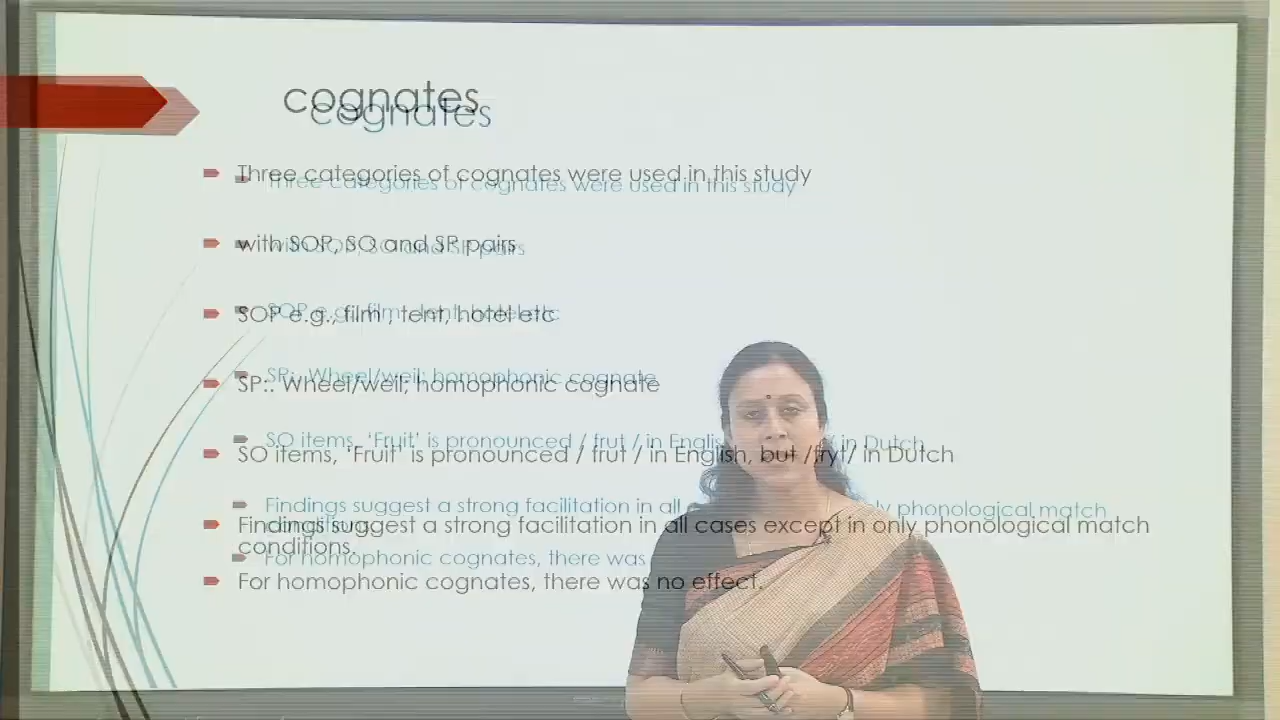 cognates
Three categories of cognates were used in this study
with SOP, SO and SP pairs
SOP e.g., film , tent, hotel etc
SP:. Wheel/weil; homophonic cognate
SO items, ‘Fruit’ is pronounced / frut / in English, but /fryt/ in Dutch
Findings suggest a strong facilitation in all cases except in only phonological match
conditions.
For homophonic cognates, there was no effect.